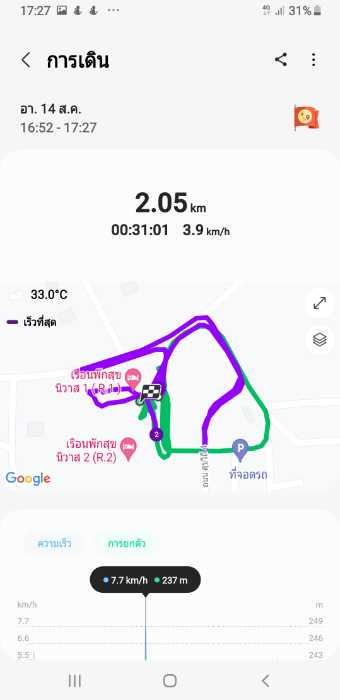 17:27
4G
31%
การเดิน
อา. 14 ส.ค.
16:52 - 17:27
2.05 km
00:31:01 3.9 km/h
33.0°C
เร็วที่สุด
เรือนพักสุข
นิวาส 1 (R.1)
2
เรือนพักสุข
นิวาส 2 (R.2)
P
ที่จอดรถ
Google
ความเร็ว
การยกตัว
7.7 km/h 237 m
km/h m
7.7 249
6.6 246
5.5 243